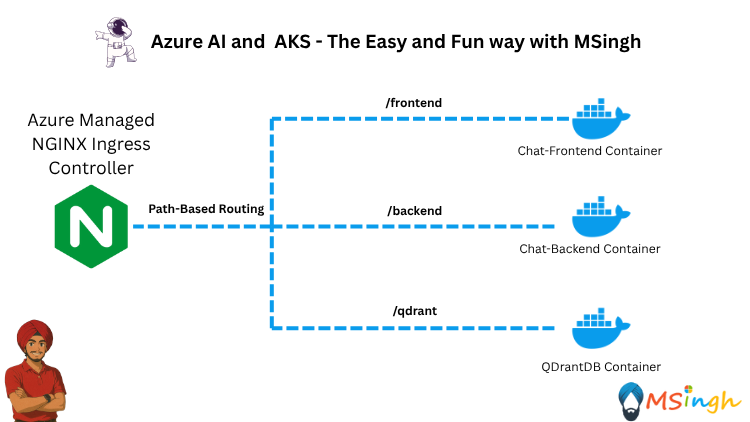 Azure AI and AKS - The Easy and Fun way with MSingh
Azure Managed
NGINX Ingress
Controller
N
Path-Based Routing
/frontend
Chat-Frontend Container
/backend
Chat-Backend Container
/qdrant
QDrantDB Container
MSingh